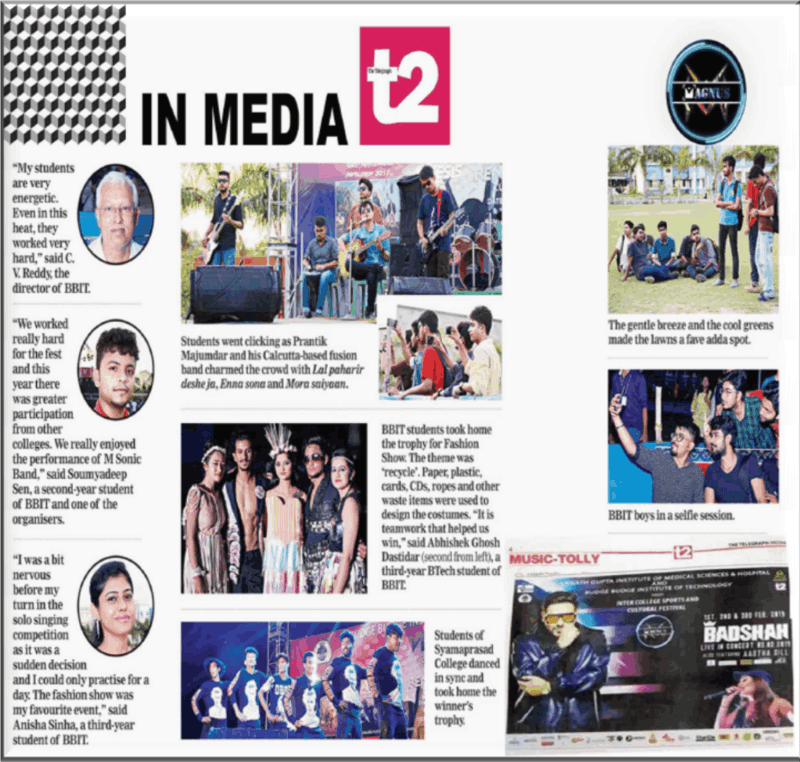 IN MEDIA
The Telegraph
t2
MAGNUS
"My students
are very
energetic.
Even in this
heat, they
worked very
hard," said C.
V. Reddy, the
director of BBIT.
"We worked
really hard
for the fest
and this
year there
was greater
participation
from other
colleges. We really enjoyed
the performance of M Sonic
Band," said Soumyadeep
Sen, a second-year student
of BBIT and one of the
organisers.
"I was a bit
nervous
before my
turn in the
solo singing
competition
as it was a
sudden decision
and I could only practise for a
day. The fashion show was
my favourite event," said
Anisha Sinha, a third-year
student of BBIT.
Students went clicking as Prantik
Majumdar and his Calcutta-based fusion
band charmed the crowd with Lal paharir
deshe ja, Enna sona and Mora saiyaan.
BBIT students took home
the trophy for Fashion
Show. The theme was
'recycle'. Paper, plastic,
cards, CDs, ropes and other
waste items were used to
design the costumes. "It is
teamwork that helped us
win," said Abhishek Ghosh
Dastidar (second from left), a
third-year BTech student of
BBIT.
Students of
Syamaprasad
College danced
in sync and
took home the
winner's
trophy.
The gentle breeze and the cool greens
made the lawns a fave adda spot.
BBIT boys in a selfie session.
MUSIC-TOLLY
t2
THE TELEGRAPH
GUPTA INSTITUTE OF MEDICAL SCIENCES & HOSPITAL
AND
BUDGE BUDGE INSTITUTE OF TECHNOLOGY
INTER COLLEGE SPORTS AND
CULTURAL FESTIVAL
1ST, 2ND & 3RD FEB, 2019
BADSHAH
LIVE IN CONCERT 03.02.2019
ALSO FEATURING AASTHA GILL